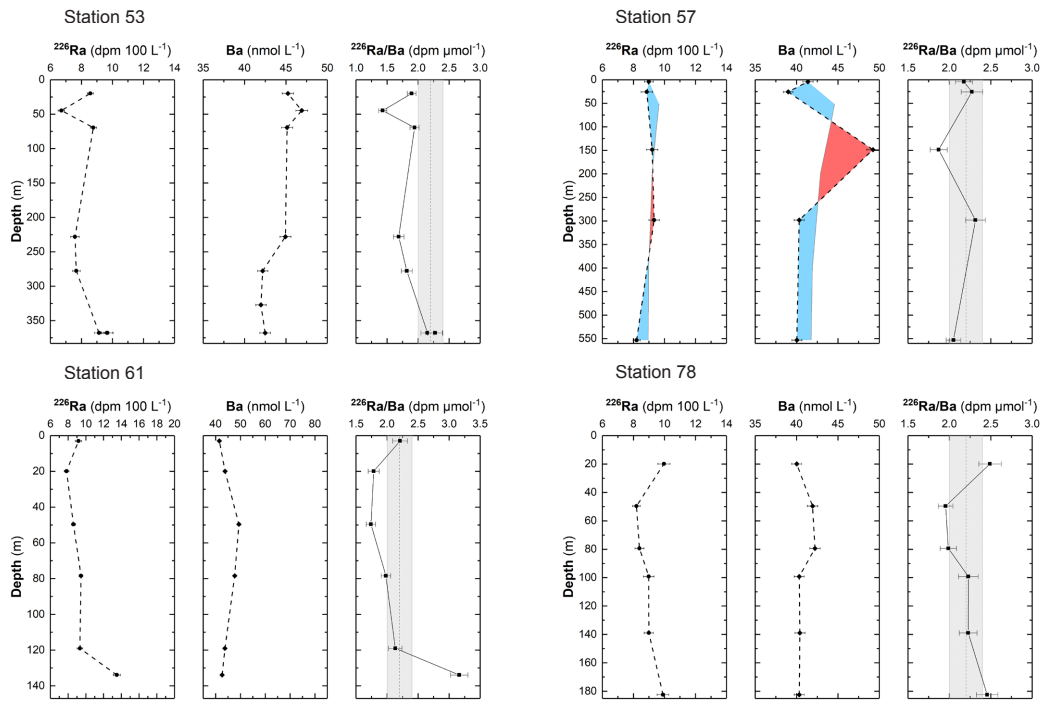 Station 53
²²⁶Ra (dpm 100 L⁻¹)
6 8 10 12 14
Ba (nmol L⁻¹)
35 40 45 50
²²⁶Ra/Ba (dpm µmol⁻¹)
1.0 1.5 2.0 2.5 3.0
Depth (m)
0
50
100
150
200
250
300
350
Station 57
²²⁶Ra (dpm 100 L⁻¹)
6 8 10 12 14
Ba (nmol L⁻¹)
35 40 45 50
²²⁶Ra/Ba (dpm µmol⁻¹)
1.5 2.0 2.5 3.0
Depth (m)
0
50
100
150
200
250
300
350
400
450
500
550
Station 61
²²⁶Ra (dpm 100 L⁻¹)
6 8 10 12 14 16 18 20
Ba (nmol L⁻¹)
40 50 60 70 80
²²⁶Ra/Ba (dpm µmol⁻¹)
1.5 2.0 2.5 3.0 3.5
Depth (m)
0
20
40
60
80
100
120
140
Station 78
²²⁶Ra (dpm 100 L⁻¹)
6 8 10 12 14
Ba (nmol L⁻¹)
35 40 45 50
²²⁶Ra/Ba (dpm µmol⁻¹)
1.5 2.0 2.5 3.0
Depth (m)
0
20
40
60
80
100
120
140
160
180